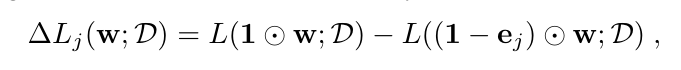 ΔL_j(𝐰; 𝒟) = L(𝟏 ⊙ 𝐰; 𝒟) − L((𝟏 − 𝐞_j) ⊙ 𝐰; 𝒟) ,